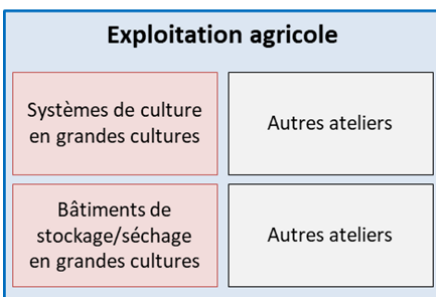 Exploitation agricole
Systèmes de culture
en grandes cultures
Autres ateliers
Bâtiments de
stockage/séchage
en grandes cultures
Autres ateliers